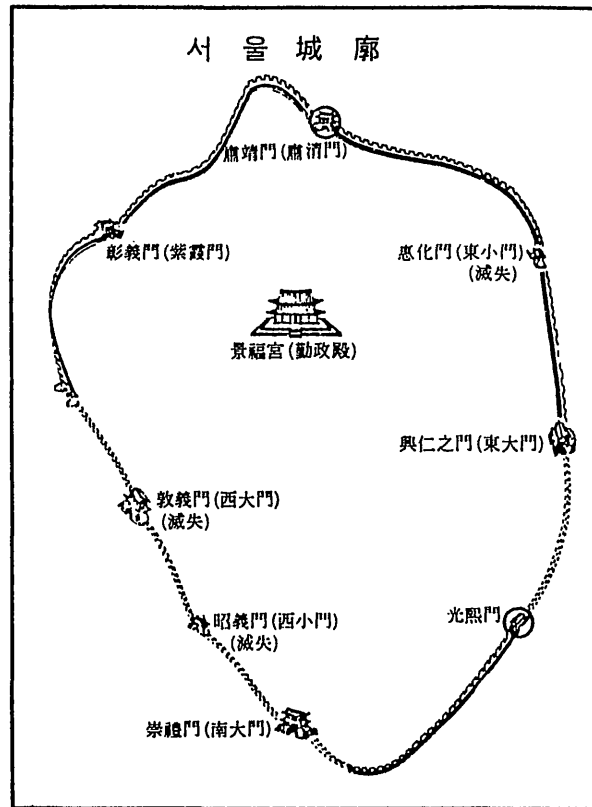 서울城廓
肅靖門(肅淸門)
彰義門(紫霞門)
惠化門(東小門)
(滅失)
景福宮(勤政殿)
興仁之門(東大門)
敦義門(西大門)
(滅失)
昭義門(西小門)
(滅失)
光熙門
崇禮門(南大門)